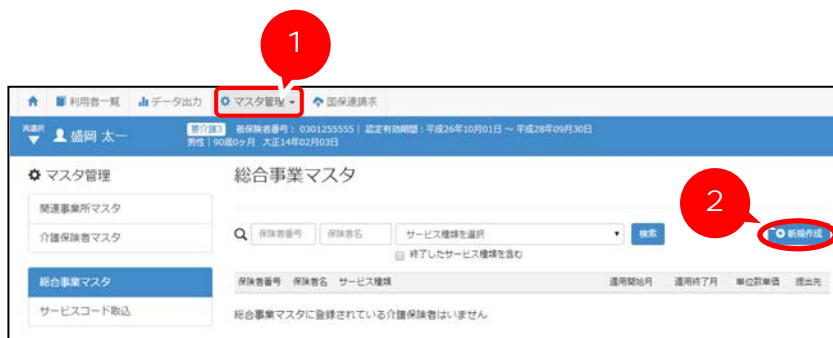 1
利用者一覧 データ出力 マスタ管理 国保連請求
再選択 盛岡 太一 要介護3 被保険者番号: 0301255555| 認定有効期間:平成26年10月01日 ~ 平成28年09月30日
男性|90歳0ヶ月 大正14年02月03日
マスタ管理
関連事業所マスタ
介護保険者マスタ
総合事業マスタ
サービスコード取込
総合事業マスタ
2
保険者番号 保険者名 サービス種類を選択 検索 新規作成
終了したサービス種類を含む
保険者番号 保険者名 サービス種類 適用開始月 適用終了月 単位数単価 提出先
総合事業マスタに登録されている介護保険者はいません